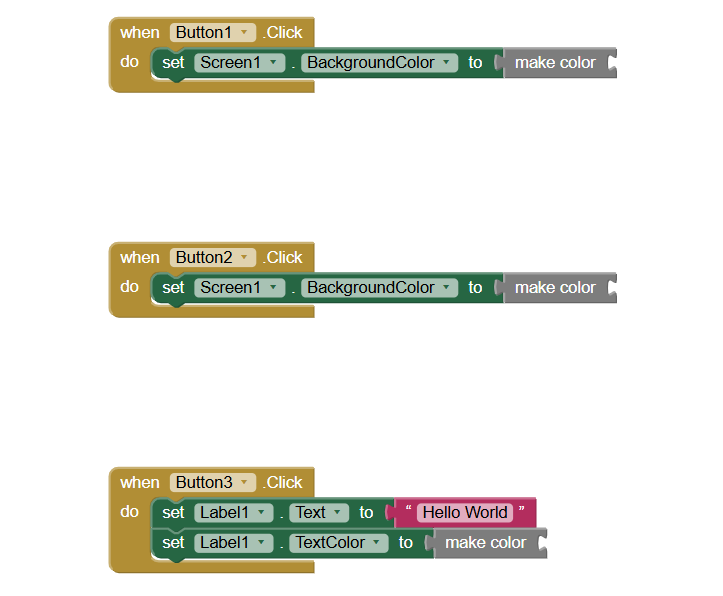 when Button1 .Click
do set Screen1 . BackgroundColor to make color
when Button2 .Click
do set Screen1 . BackgroundColor to make color
when Button3 .Click
do set Label1 . Text to “ Hello World ”
set Label1 . TextColor to make color